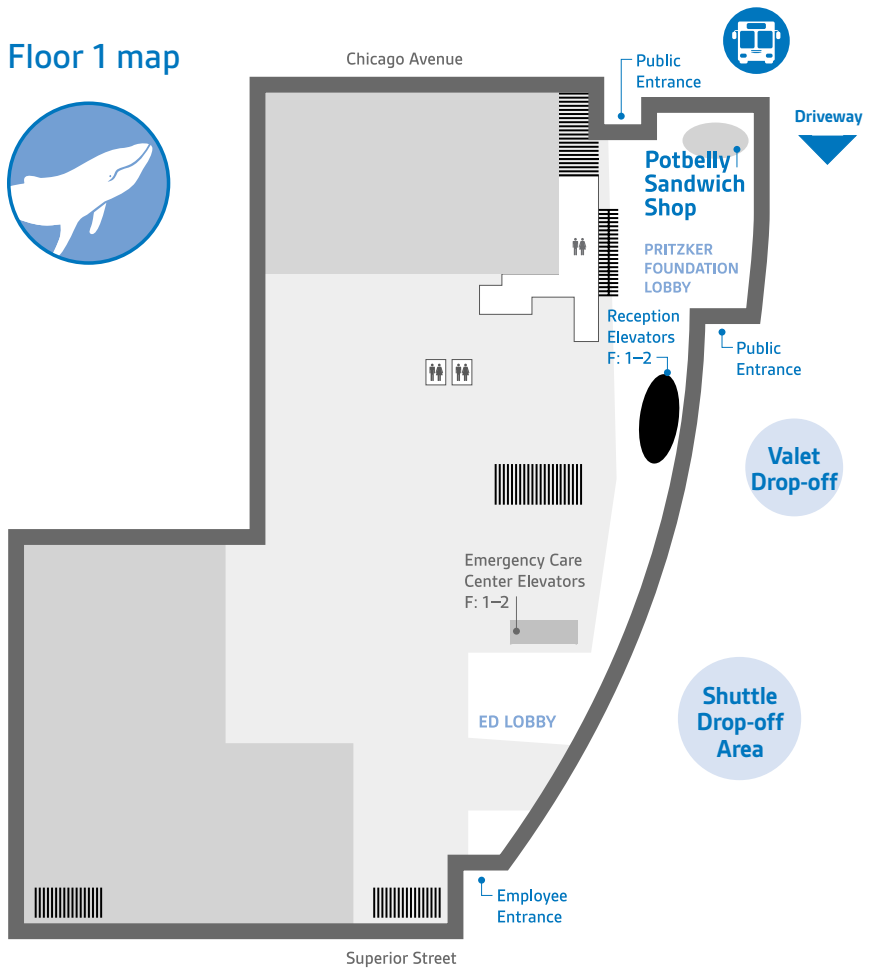 Floor 1 map
Chicago Avenue
Public
Entrance
Driveway
Potbelly
Sandwich
Shop
PRITZKER
FOUNDATION
LOBBY
Reception
Elevators
F: 1–2
Public
Entrance
Valet
Drop-off
Emergency Care
Center Elevators
F: 1–2
Shuttle
Drop-off
Area
ED LOBBY
Employee
Entrance
Superior Street